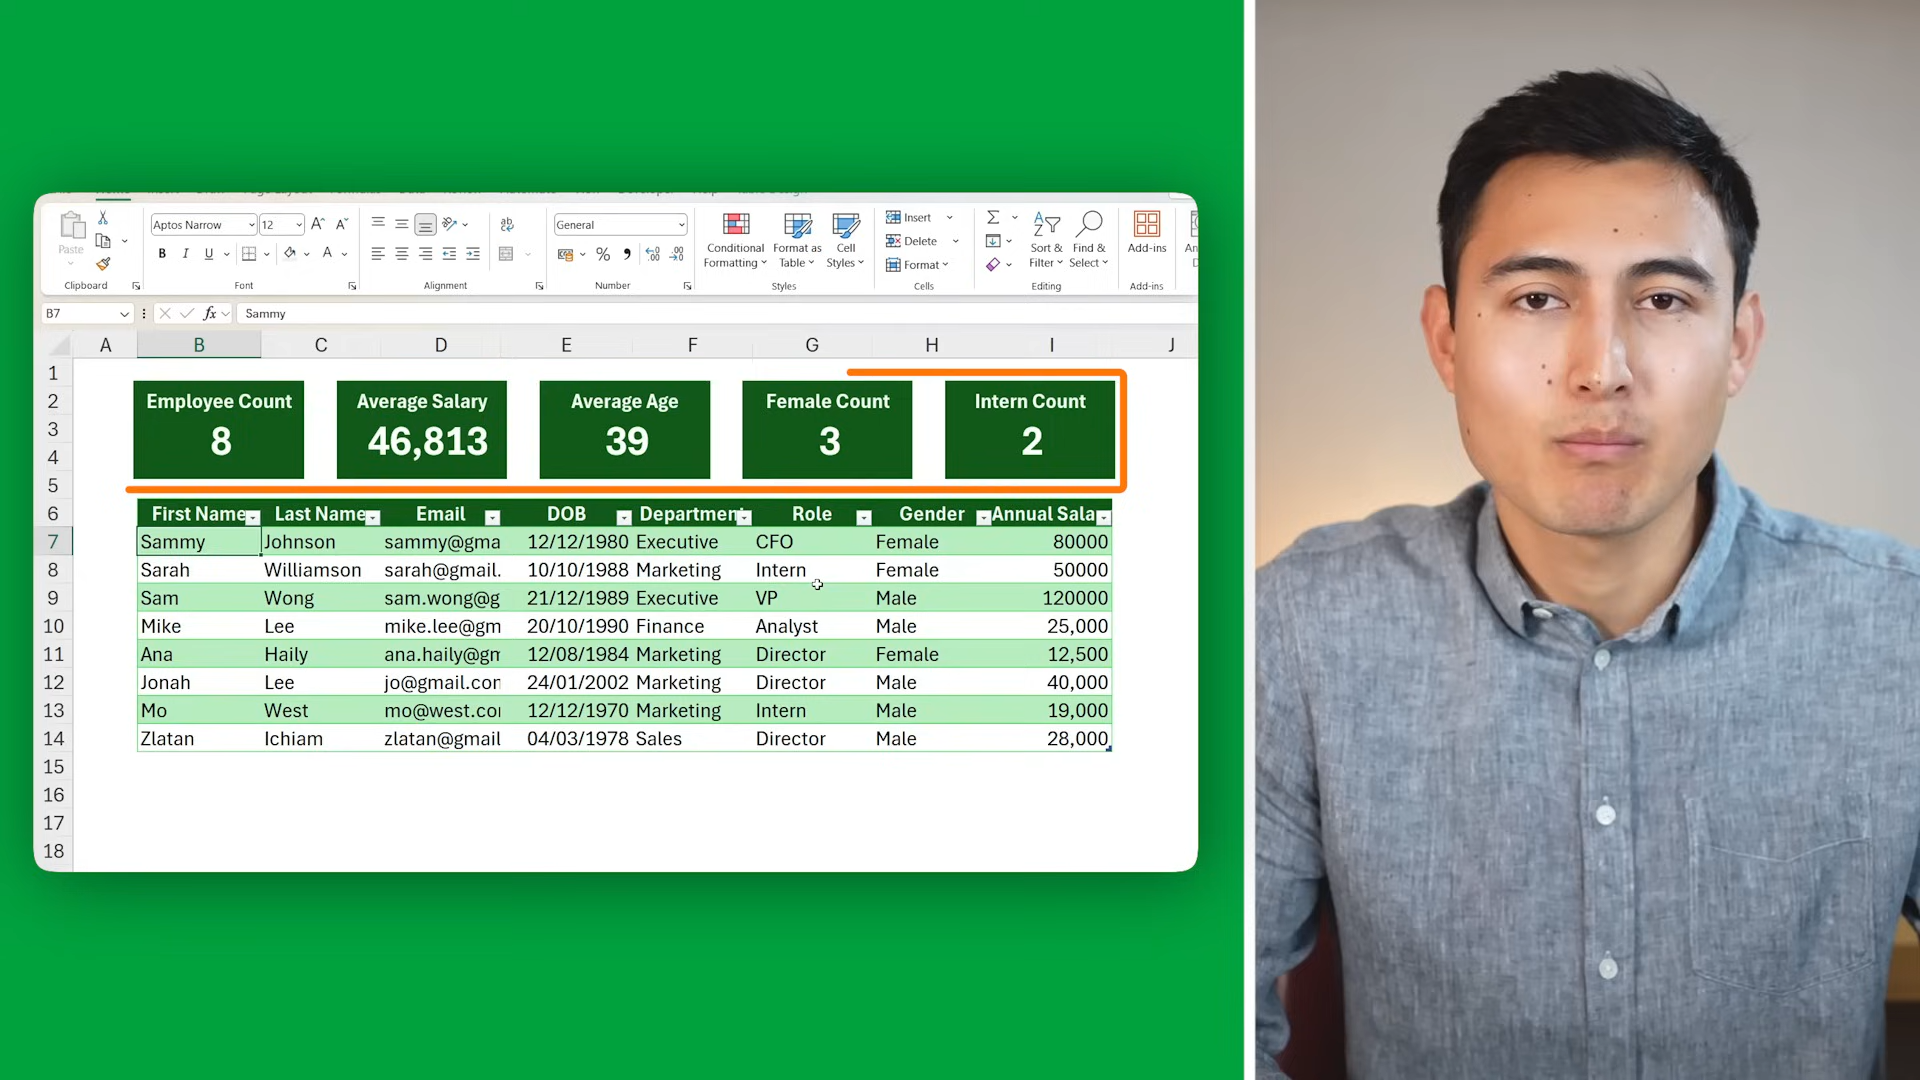 Paste
Clipboard
Aptos Narrow 12
B I U
Font
ab
Alignment
General
%
Number
Conditional Formatting
Format as Table
Cell Styles
Styles
Insert
Delete
Format
Cells
Sort & Filter
Find & Select
Editing
Add-ins
Add-ins
B7 fx Sammy
A B C D E F G H I J
1
2
3
4
5
6
7
8
9
10
11
12
13
14
15
16
17
18
Employee Count
8
Average Salary
46,813
Average Age
39
Female Count
3
Intern Count
2
First Name Last Name Email DOB Department Role Gender Annual Sala
Sammy Johnson sammy@gma 12/12/1980 Executive CFO Female 80000
Sarah Williamson sarah@gmail. 10/10/1988 Marketing Intern Female 50000
Sam Wong sam.wong@g 21/12/1989 Executive VP Male 120000
Mike Lee mike.lee@gm 20/10/1990 Finance Analyst Male 25,000
Ana Haily ana.haily@gm 12/08/1984 Marketing Director Female 12,500
Jonah Lee jo@gmail.com 24/01/2002 Marketing Director Male 40,000
Mo West mo@west.co 12/12/1970 Marketing Intern Male 19,000
Zlatan Ichiam zlatan@gmail 04/03/1978 Sales Director Male 28,000